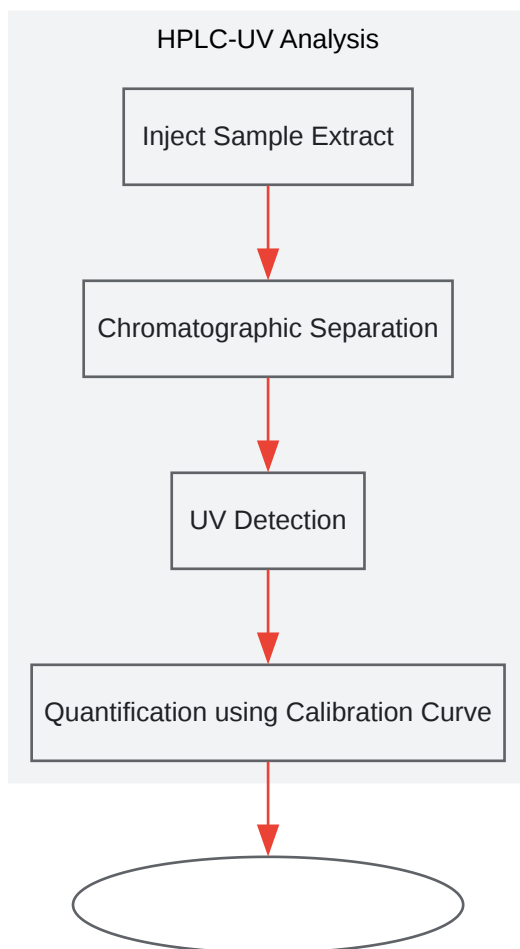 HPLC-UV Analysis
Inject Sample Extract
Chromatographic Separation
UV Detection
Quantification using Calibration Curve